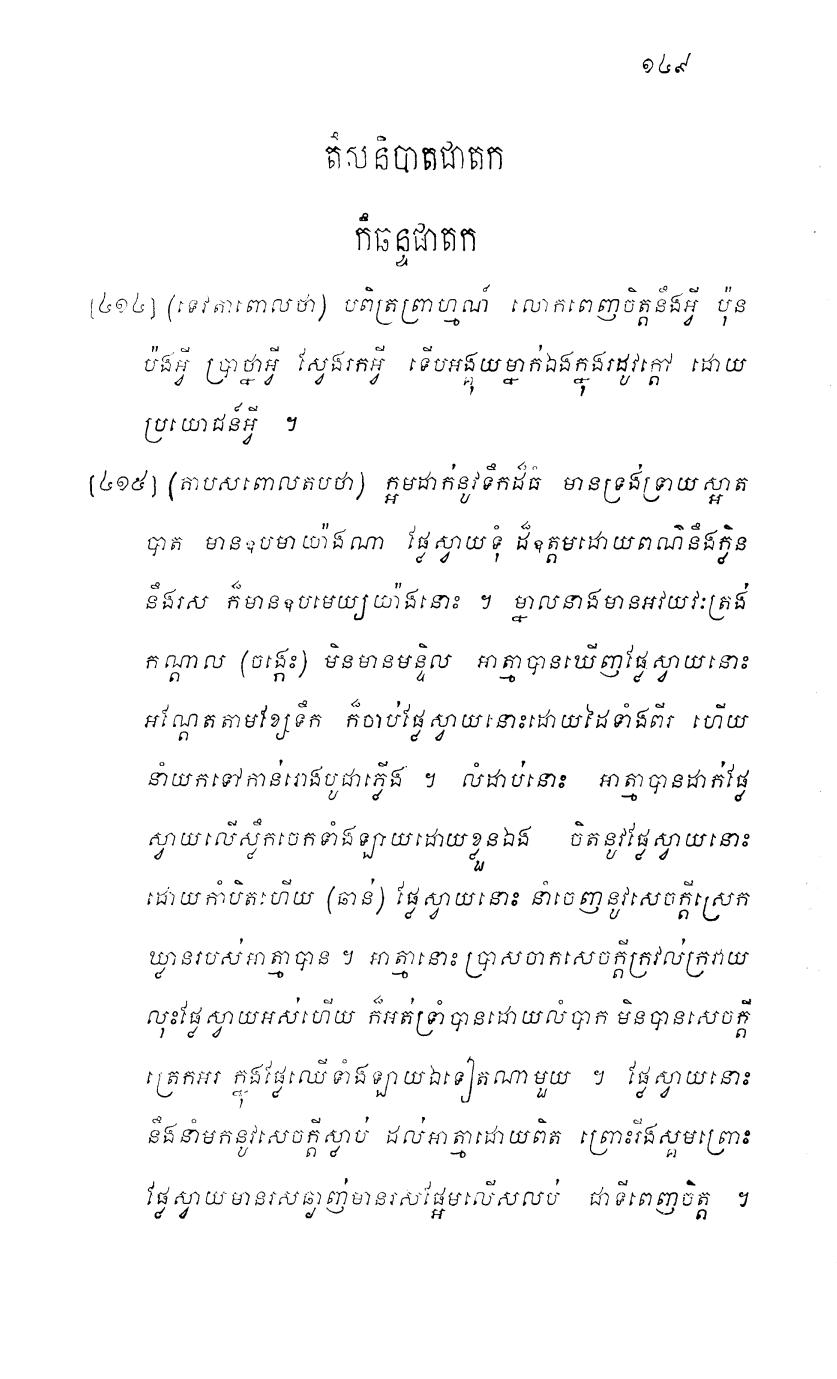 ១៤៩
តឹសនិបាតជាតក
កឹឆន្ទជាតក
[៤១៤] (ទេវតាពោលថា) បពិត្រព្រាហ្មណ៍ លោកពេញចិត្តនឹងអ្វី ប៉ុន
ប៉ងអ្វី ប្រាថ្នាអ្វី ស្វែងរកអ្វី ទើបអង្គុយម្នាក់ឯងក្នុងរដូវក្តៅ ដោយ
ប្រយោជន៍អ្វី ។
[៤១៥] (តាបសពោលតបថា) ក្អមដាក់នូវទឹកដ៏ធំ មានទ្រង់ទ្រាយស្អាត
បាត មានឧបមាយ៉ាងណា ផ្លែស្វាយទុំ ដ៏ឧត្តមដោយពណ៌នឹងក្លិន
នឹងរស ក៏មានឧបមេយ្យយ៉ាងនោះ ។ ម្នាលនាងមានអវយវៈត្រង់
កណ្តាល (ចង្កេះ) មិនមានមន្ទិល អាត្មាបានឃើញផ្លែស្វាយនោះ
អណ្តែតតាមខ្សែទឹក ក៏ចាប់ផ្លែស្វាយនោះដោយដៃទាំងពីរ ហើយ
នាំយកទៅកាន់រោងបូជាភ្លើង ។ លំដាប់នោះ អាត្មាបានដាក់ផ្លែ
ស្វាយលើស្លឹកចេកទាំងឡាយដោយខ្លួនឯង ចិតនូវផ្លែស្វាយនោះ
ដោយកាំបិតហើយ (ឆាន់) ផ្លែស្វាយនោះ នាំចេញនូវសេចក្តីស្រេក
ឃ្លានរបស់អាត្មាបាន ។ អាត្មានោះ ប្រាសចាកសេចក្តីក្រវល់ក្រវាយ
លុះផ្លែស្វាយអស់ហើយ ក៏អត់ទ្រាំបានដោយលំបាក មិនបានសេចក្តី
ត្រេកអរ ក្នុងផ្លែឈើទាំងឡាយឯទៀតណាមួយ ។ ផ្លែស្វាយនោះ
នឹងនាំមកនូវសេចក្តីស្លាប់ ដល់អាត្មាដោយពិត ព្រោះរីងស្គមព្រោះ
ផ្លែស្វាយមានរសឆ្ងាញ់មានរសផ្អែមលើសលប់ ជាទីពេញចិត្ត ។